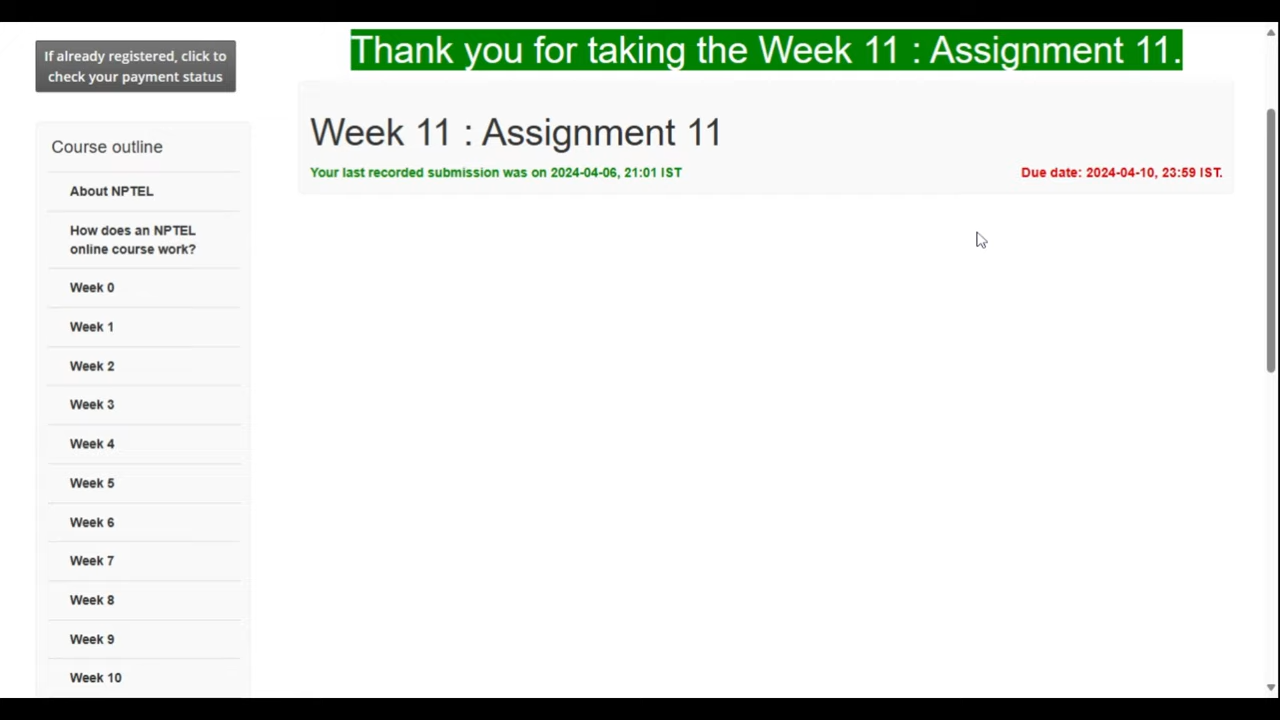 If already registered, click to
check your payment status
Thank you for taking the Week 11 : Assignment 11.
Course outline
About NPTEL
How does an NPTEL
online course work?
Week 0
Week 1
Week 2
Week 3
Week 4
Week 5
Week 6
Week 7
Week 8
Week 9
Week 10
Week 11 : Assignment 11
Your last recorded submission was on 2024-04-06, 21:01 IST
Due date: 2024-04-10, 23:59 IST.